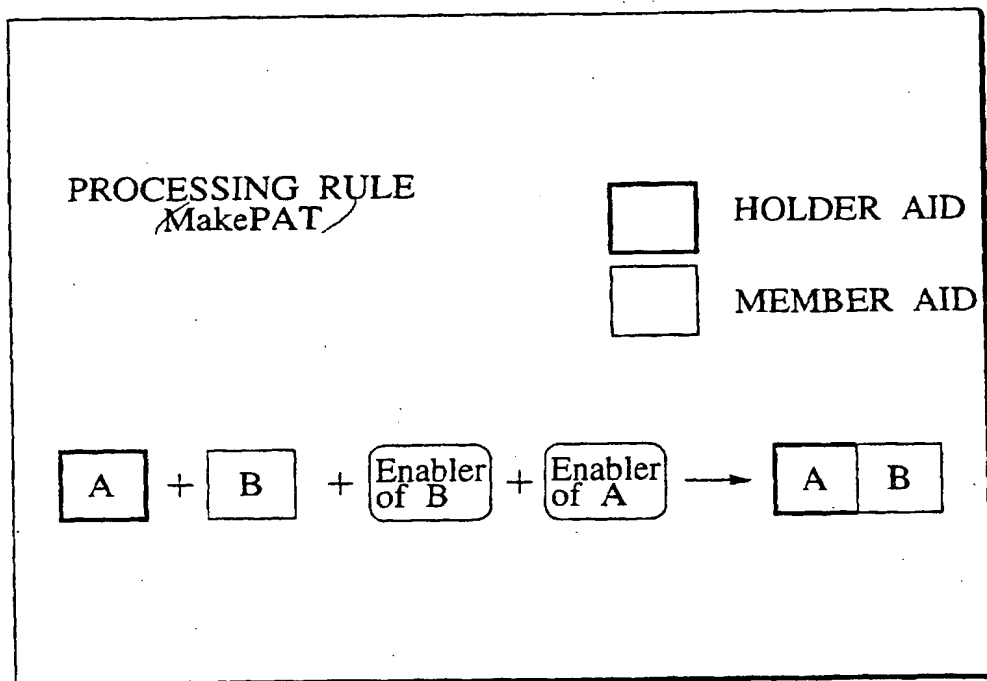 PROCESSING RULE
(MakePAT)
HOLDER AID
MEMBER AID
A + B + Enabler of B + Enabler of A → A B